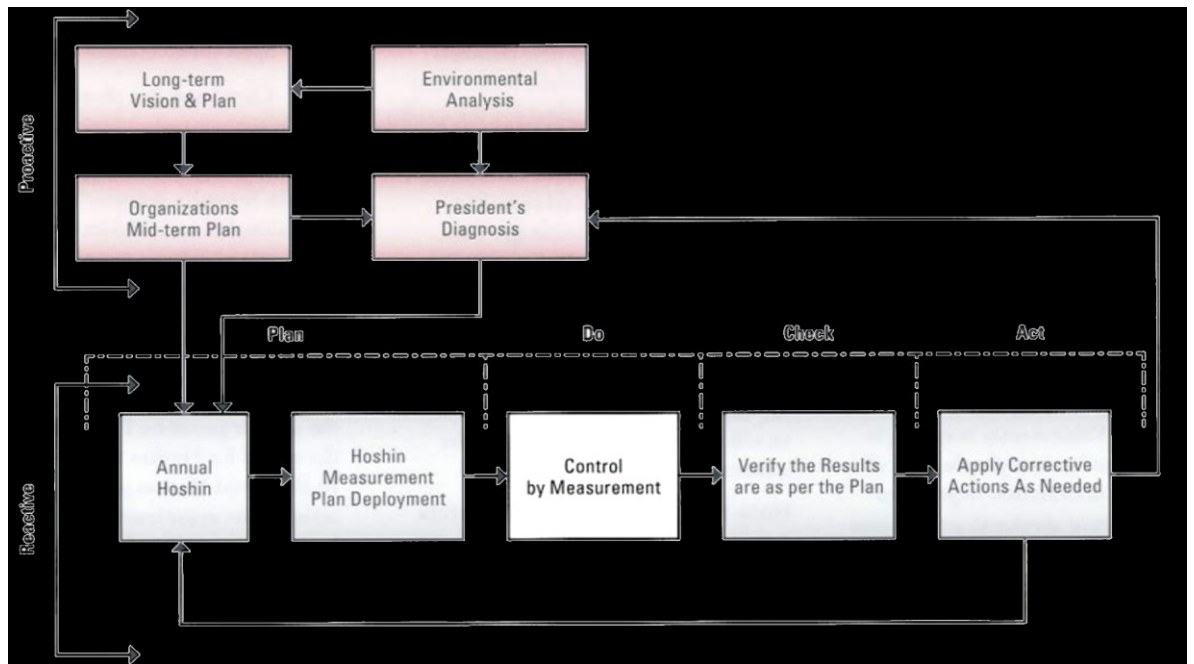 Proactive
Long-term
Vision & Plan
Environmental
Analysis
Organizations
Mid-term Plan
President's
Diagnosis
Plan
Do
Check
Act
Reactive
Annual
Hoshin
Hoshin
Measurement
Plan Deployment
Control
by Measurement
Verify the Results
are as per the Plan
Apply Corrective
Actions As Needed